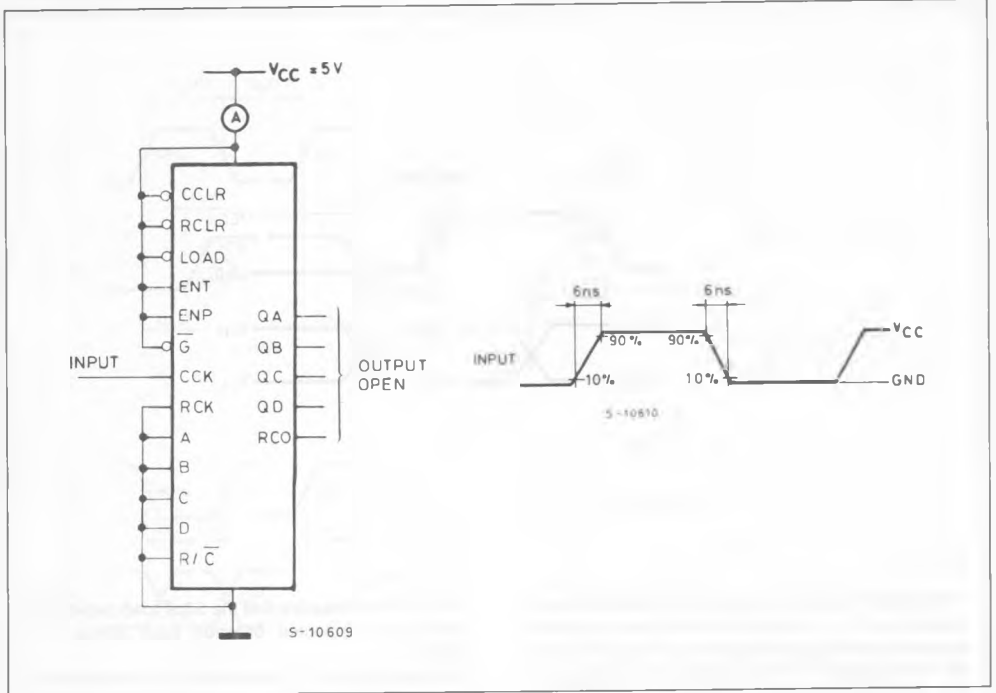 VCC = 5V
A
CCLR
RCLR
LOAD
ENT
ENP
G̅
CCK
RCK
A
B
C
D
R/C̅
INPUT
QA
QB
QC
QD
RCO
OUTPUT
OPEN
S-10609
6ns
6ns
INPUT
90%
90%
10%
10%
VCC
GND
S-10610